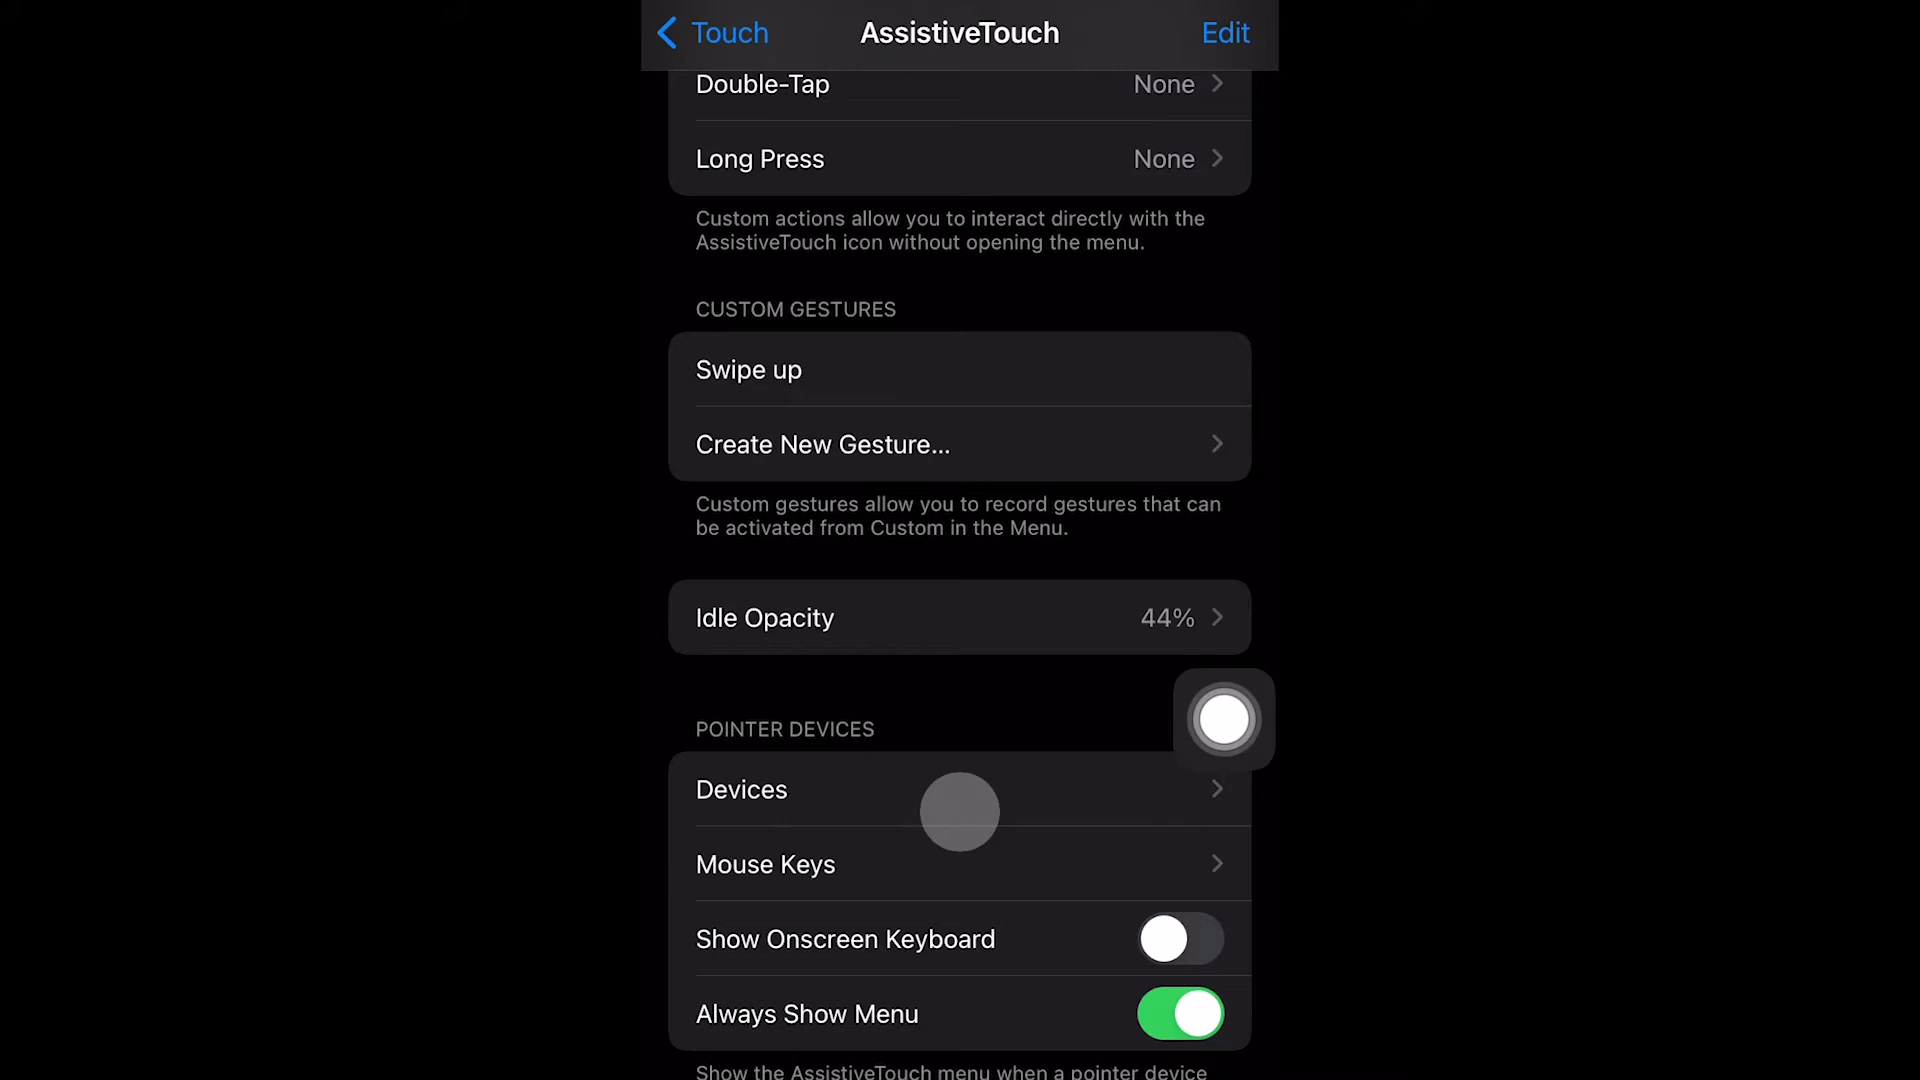 Touch
AssistiveTouch
Edit
Double-Tap
None
Long Press
None
Custom actions allow you to interact directly with the
AssistiveTouch icon without opening the menu.
CUSTOM GESTURES
Swipe up
Create New Gesture...
Custom gestures allow you to record gestures that can
be activated from Custom in the Menu.
Idle Opacity
44%
POINTER DEVICES
Devices
Mouse Keys
Show Onscreen Keyboard
Always Show Menu
Show the AssistiveTouch menu when a pointer device